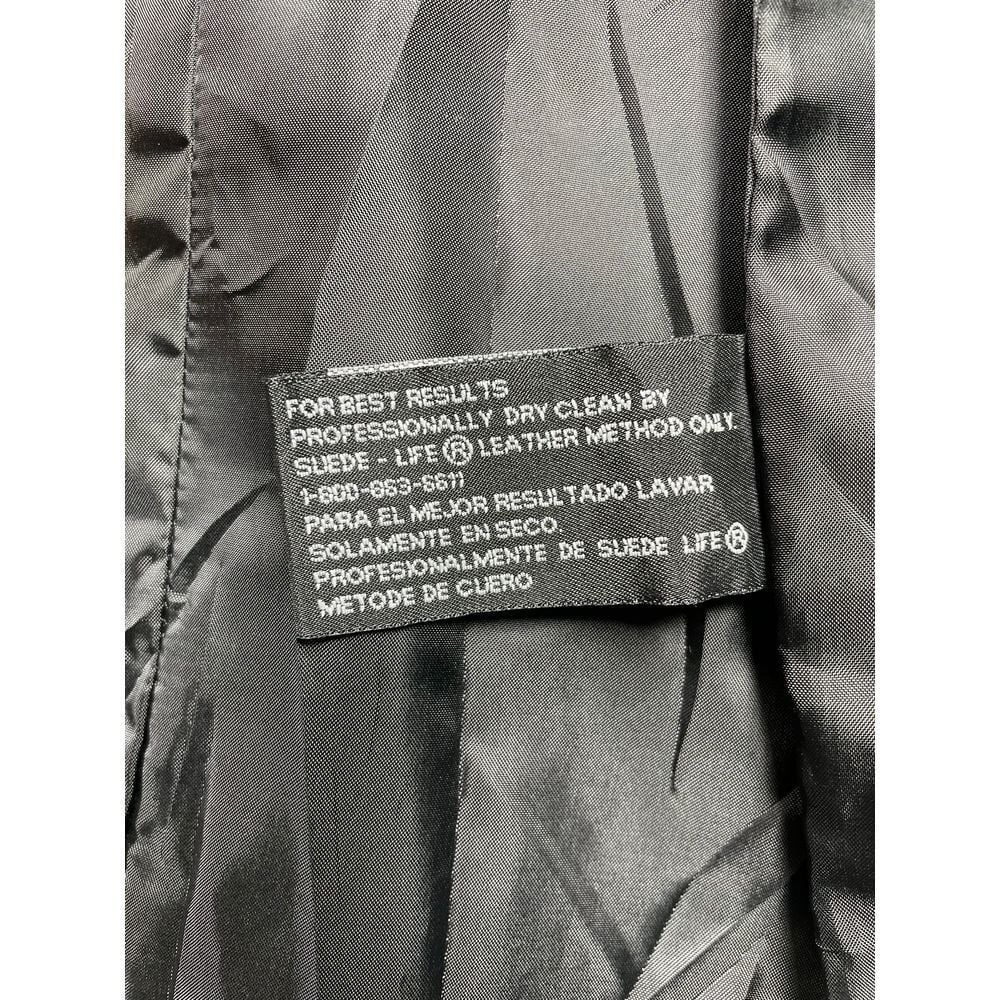 FOR BEST RESULTS
PROFESSIONALLY DRY CLEAN BY
SUEDE - LIFE ® LEATHER METHOD ONLY.
1-800-663-6611
PARA EL MEJOR RESULTADO LAVAR
SOLAMENTE EN SECO.
PROFESIONALMENTE DE SUEDE LIFE ®
METODE DE CUERO